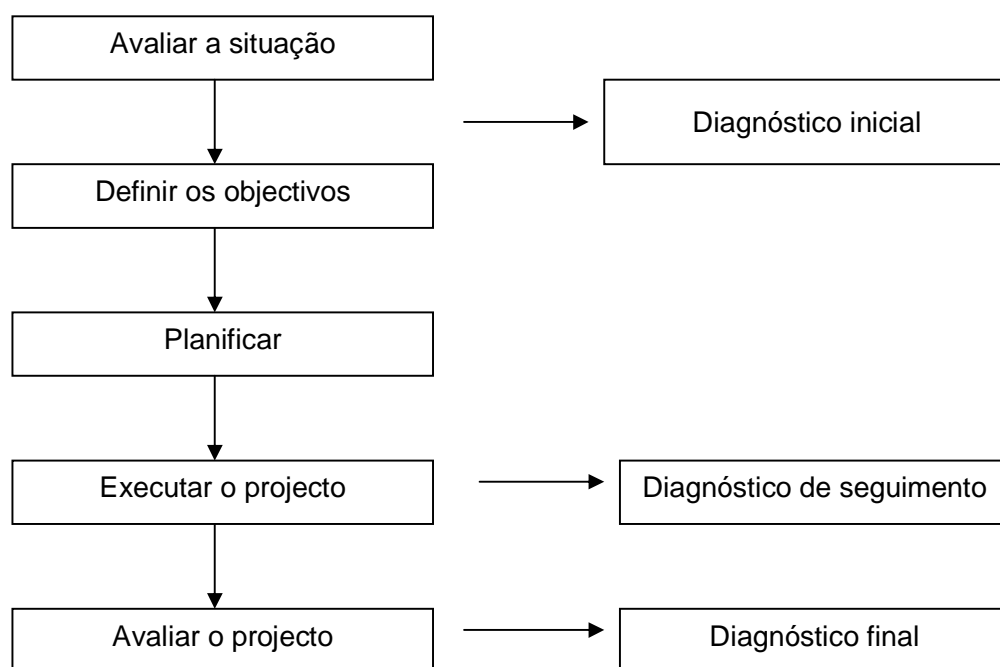 Avaliar a situação
Diagnóstico inicial
Definir os objectivos
Planificar
Executar o projecto
Diagnóstico de seguimento
Avaliar o projecto
Diagnóstico final